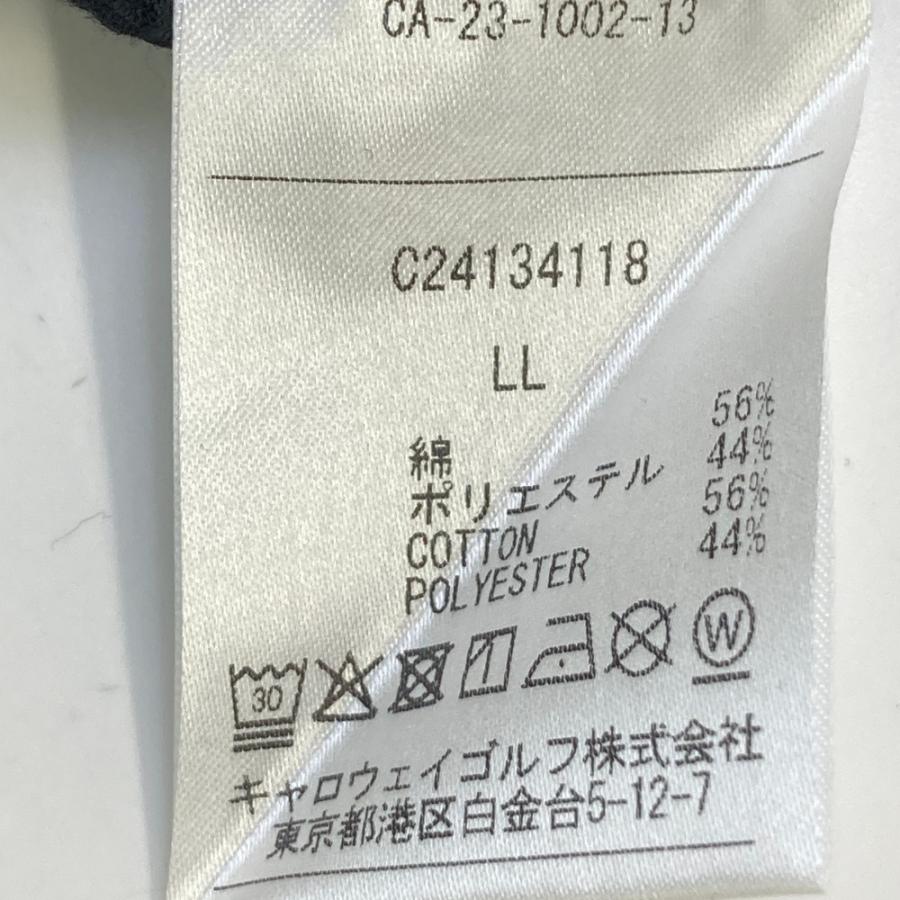 CA-23-1002-13
C24134118
LL
綿 56%
ポリエステル 44%
COTTON 56%
POLYESTER 44%
30 W
キャロウェイゴルフ株式会社
東京都港区白金台5-12-7